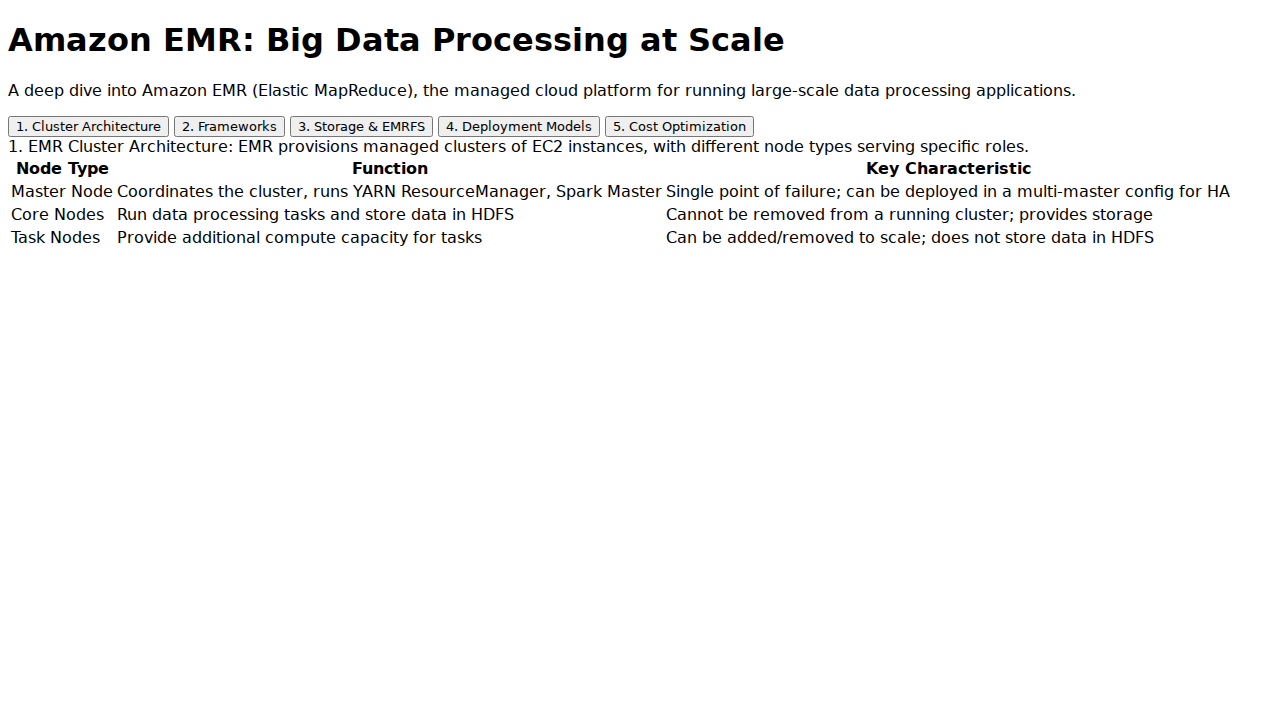 Amazon EMR: Big Data Processing at Scale
A deep dive into Amazon EMR (Elastic MapReduce), the managed cloud platform for running large-scale data processing applications.
1. Cluster Architecture 2. Frameworks 3. Storage & EMRFS 4. Deployment Models 5. Cost Optimization
1. EMR Cluster Architecture: EMR provisions managed clusters of EC2 instances, with different node types serving specific roles.
Node Type Function Key Characteristic
Master Node Coordinates the cluster, runs YARN ResourceManager, Spark Master Single point of failure; can be deployed in a multi-master config for HA
Core Nodes Run data processing tasks and store data in HDFS Cannot be removed from a running cluster; provides storage
Task Nodes Provide additional compute capacity for tasks Can be added/removed to scale; does not store data in HDFS